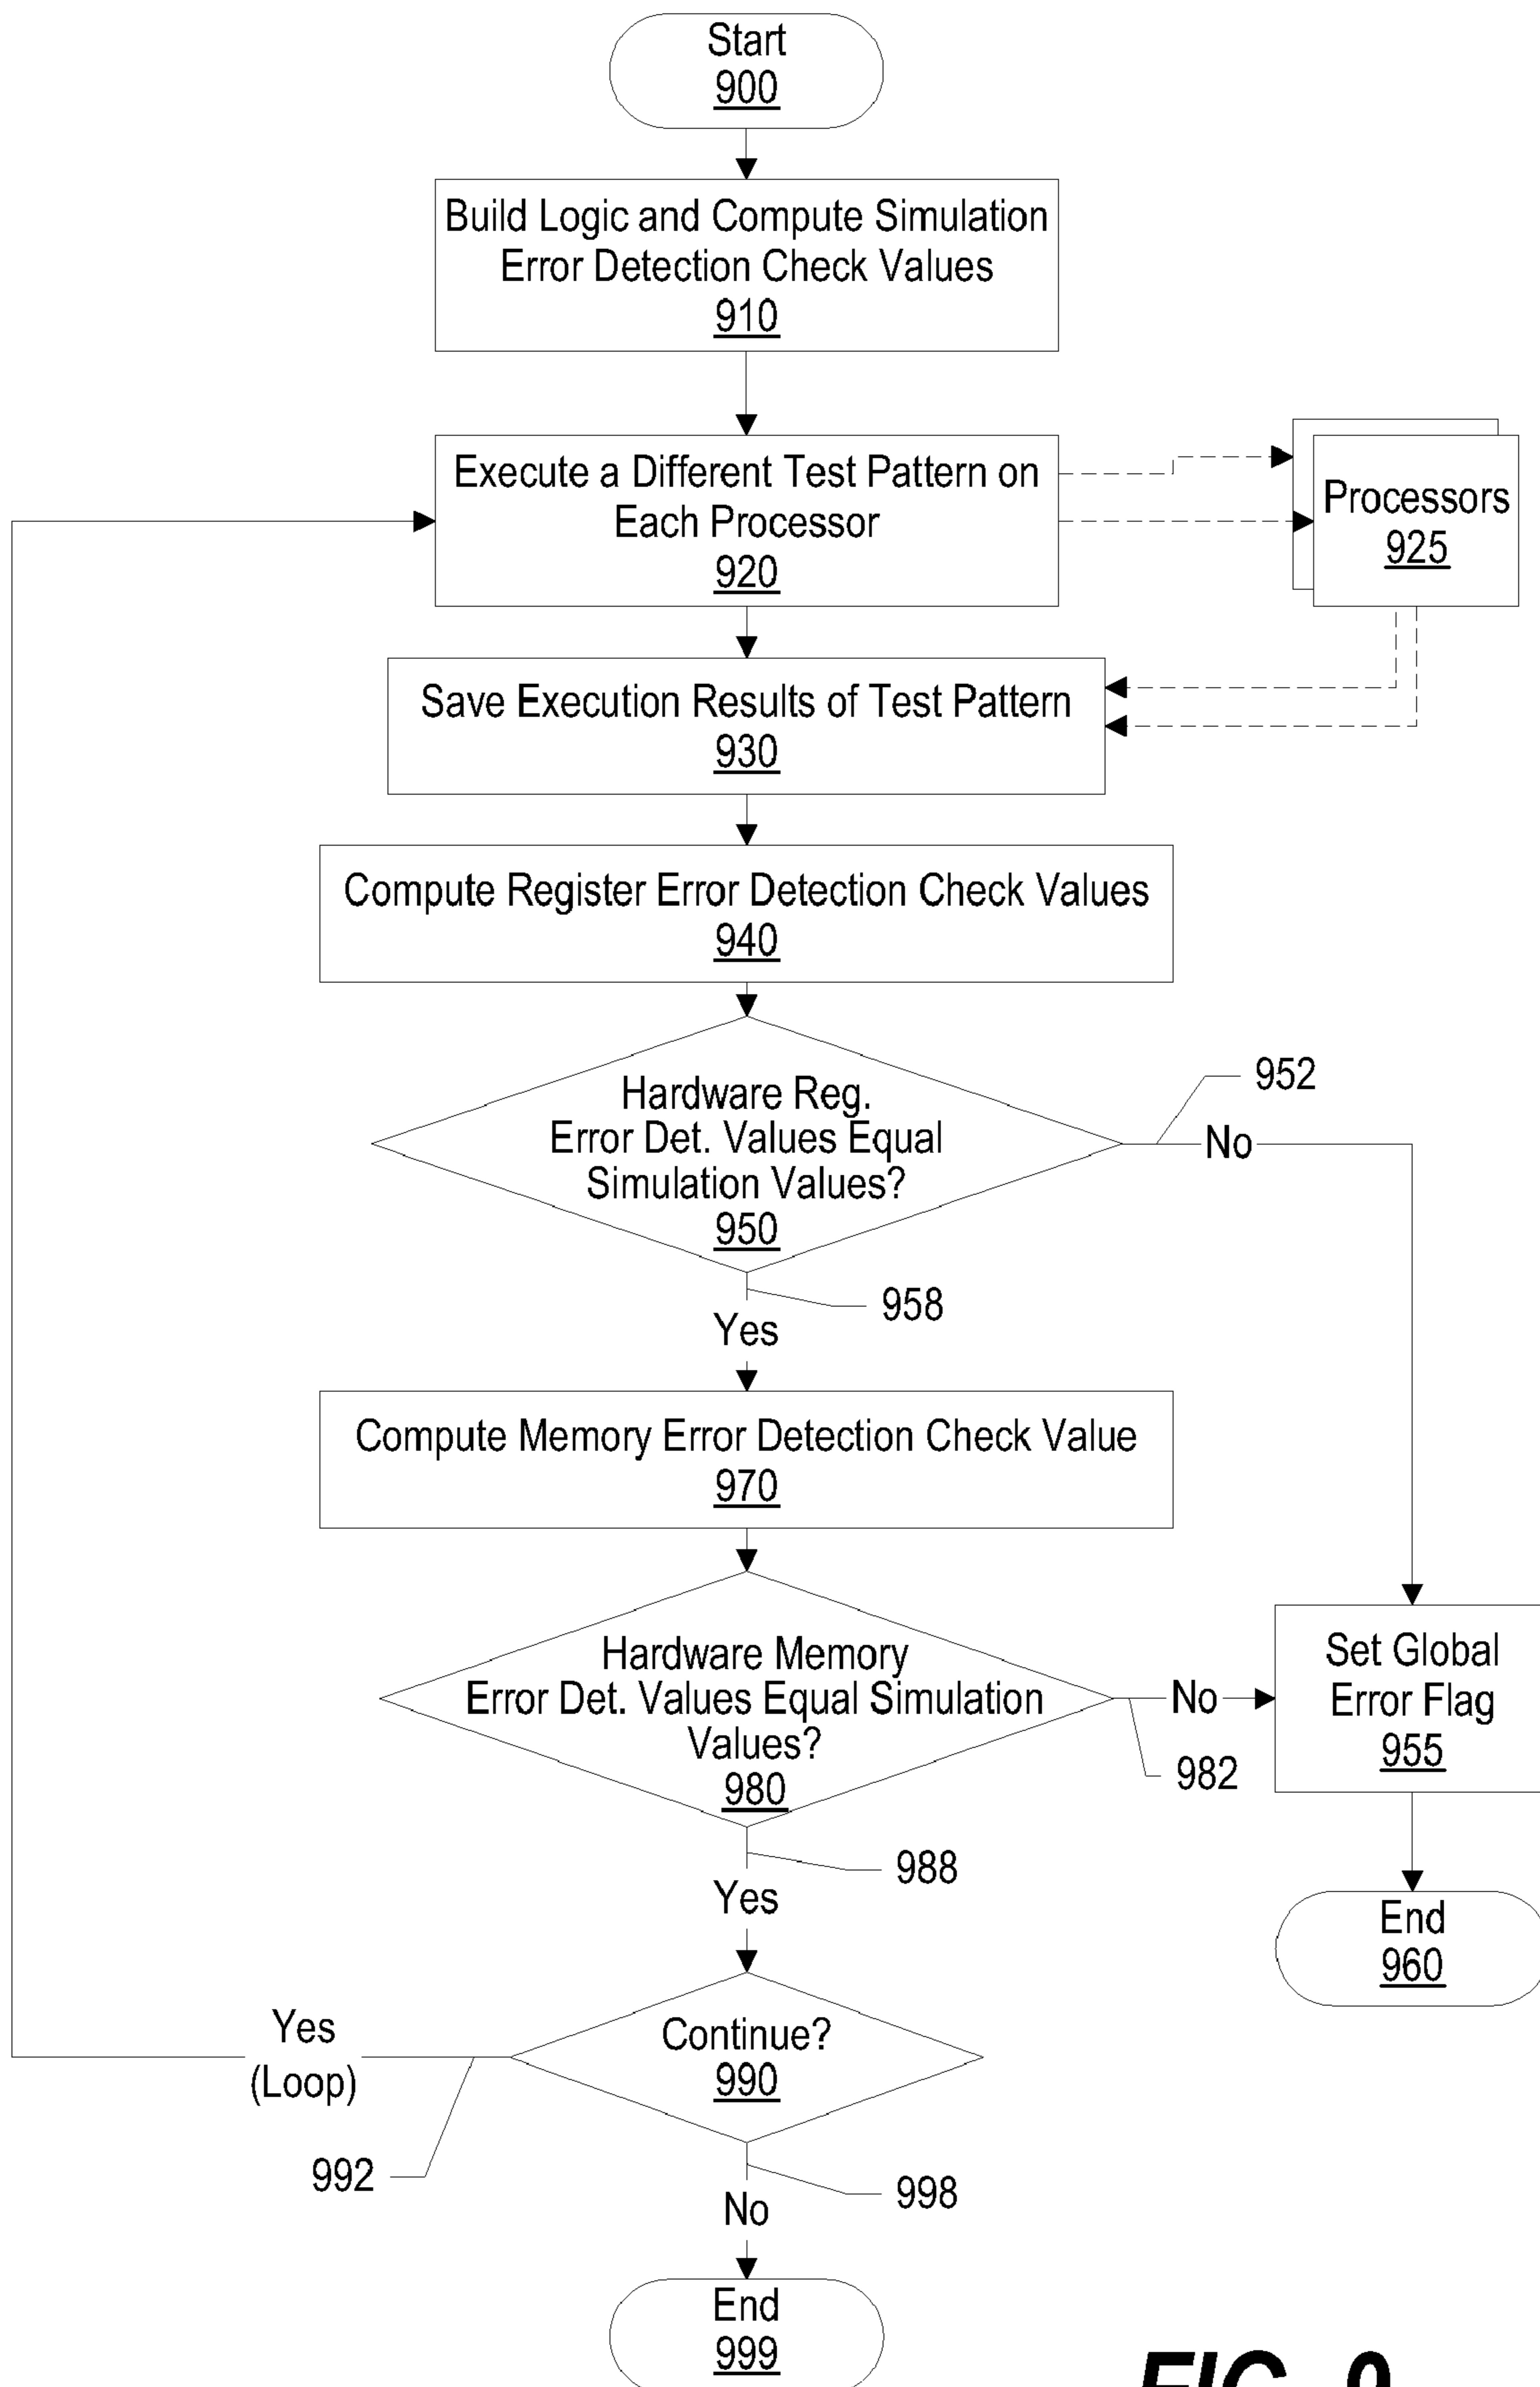 Start
900
Build Logic and Compute Simulation
Error Detection Check Values
910
Execute a Different Test Pattern on
Each Processor
920
Processors
925
Save Execution Results of Test Pattern
930
Compute Register Error Detection Check Values
940
Hardware Reg.
Error Det. Values Equal
Simulation Values?
950
952
No
958
Yes
Compute Memory Error Detection Check Value
970
Hardware Memory
Error Det. Values Equal Simulation
Values?
980
No
982
Set Global
Error Flag
955
988
Yes
End
960
Continue?
990
Yes
(Loop)
992
998
No
End
999
FIG. 9